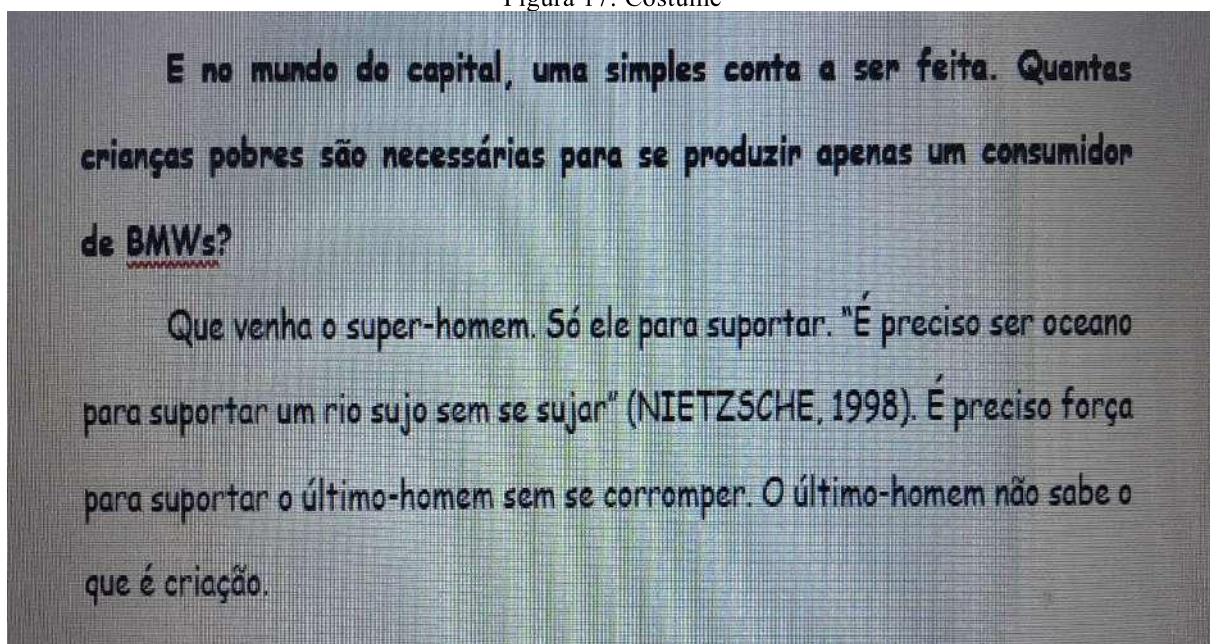 Figura 17: Costume
E no mundo do capital, uma simples conta a ser feita. Quantas
crianças pobres são necessárias para se produzir apenas um consumidor
de BMWs?
Que venha o super-homem. Só ele para suportar. "É preciso ser oceano
para suportar um rio sujo sem se sujar" (NIETZSCHE, 1998). É preciso força
para suportar o último-homem sem se corromper. O último-homem não sabe o
que é criação.